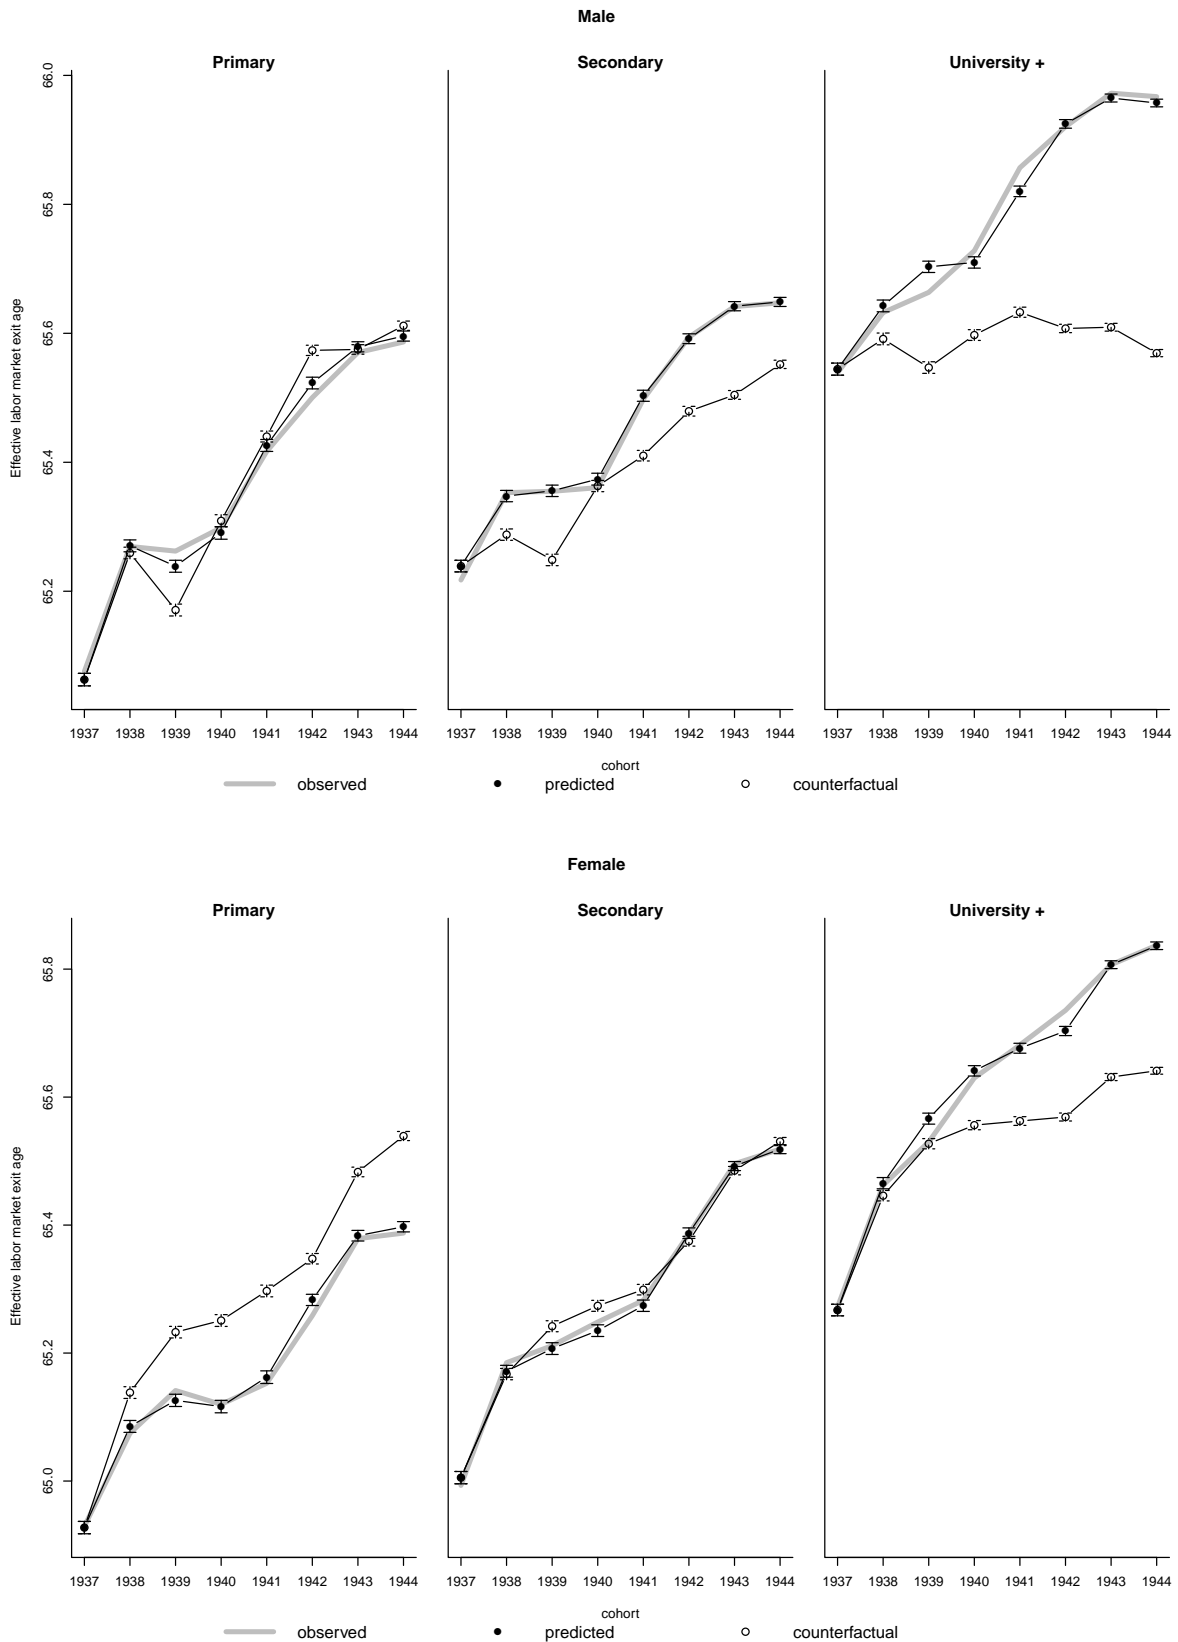 Male
Primary Secondary University +
Effective labor market exit age
66.0
65.8
65.6
65.4
65.2
1937 1938 1939 1940 1941 1942 1943 1944 1937 1938 1939 1940 1941 1942 1943 1944 1937 1938 1939 1940 1941 1942 1943 1944
cohort
observed predicted counterfactual
Female
Primary Secondary University +
Effective labor market exit age
65.8
65.6
65.4
65.2
65.0
1937 1938 1939 1940 1941 1942 1943 1944 1937 1938 1939 1940 1941 1942 1943 1944 1937 1938 1939 1940 1941 1942 1943 1944
cohort
observed predicted counterfactual